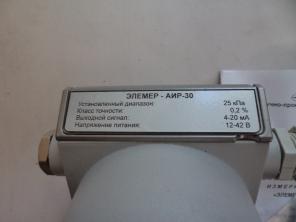 ЭЛЕМЕР - АИР-30
Установленный диапазон: 25 кПа
Класс точности: 0,2 %
Выходной сигнал: 4-20 мА
Напряжение питания: 12-42 В